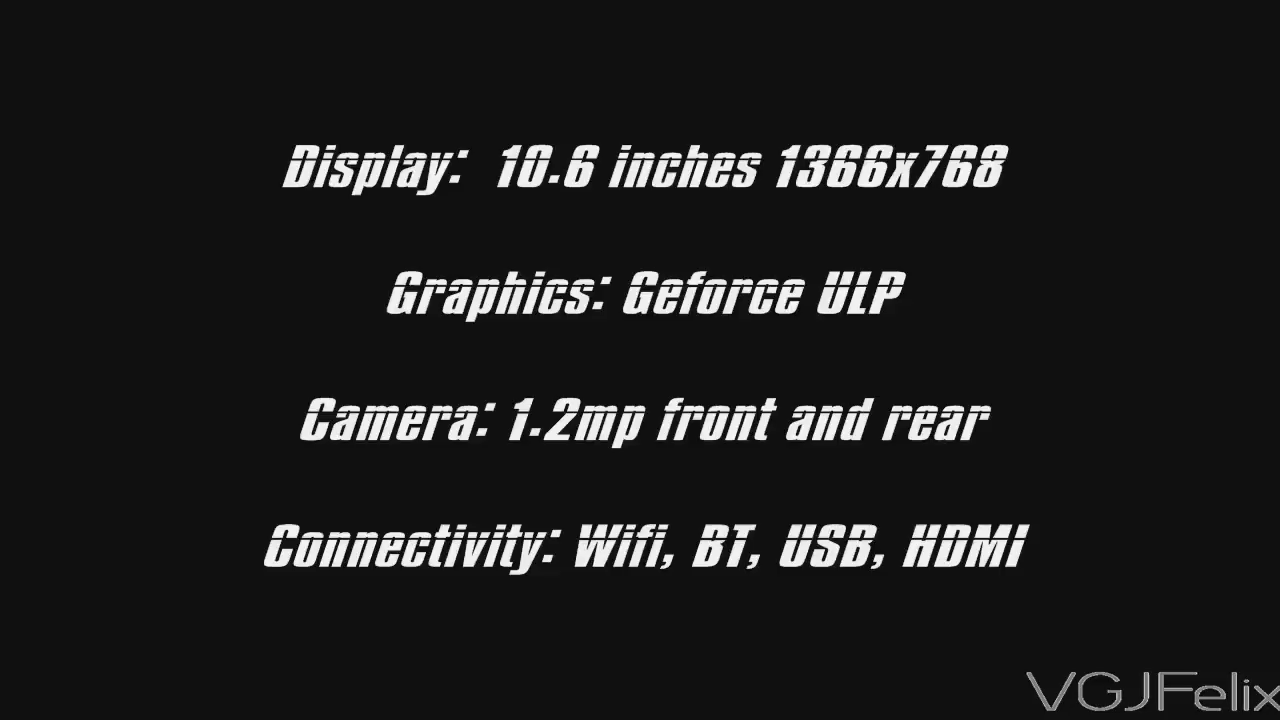 Display:  10.6 inches 1366x768
Graphics: Geforce ULP
Camera: 1.2mp front and rear
Connectivity: Wifi, BT, USB, HDMI
VGJFelix